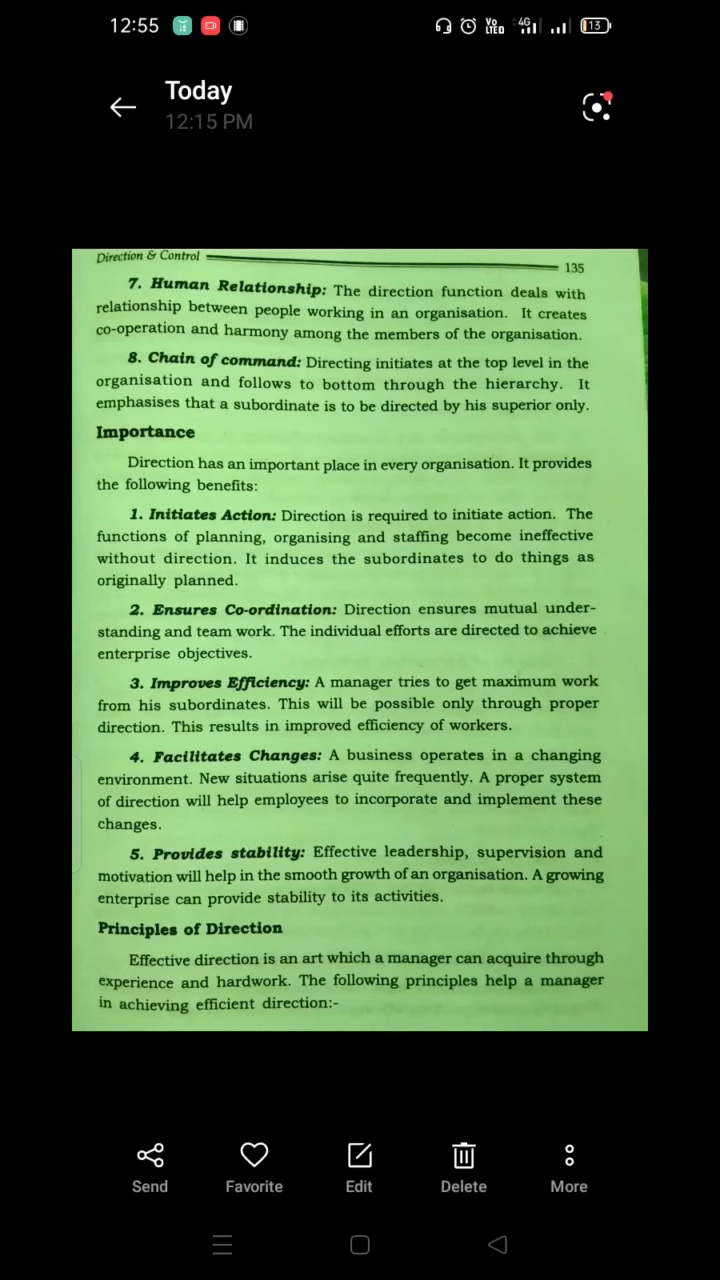 12:55
Vo LTED 4G 13
Today
12:15 PM
Direction & Control
135
7. Human Relationship: The direction function deals with
relationship between people working in an organisation. It creates
co-operation and harmony among the members of the organisation.
8. Chain of command: Directing initiates at the top level in the
organisation and follows to bottom through the hierarchy. It
emphasises that a subordinate is to be directed by his superior only.
Importance
Direction has an important place in every organisation. It provides
the following benefits:
1. Initiates Action: Direction is required to initiate action. The
functions of planning, organising and staffing become ineffective
without direction. It induces the subordinates to do things as
originally planned.
2. Ensures Co-ordination: Direction ensures mutual under-
standing and team work. The individual efforts are directed to achieve
enterprise objectives.
3. Improves Efficiency: A manager tries to get maximum work
from his subordinates. This will be possible only through proper
direction. This results in improved efficiency of workers.
4. Facilitates Changes: A business operates in a changing
environment. New situations arise quite frequently. A proper system
of direction will help employees to incorporate and implement these
changes.
5. Provides stability: Effective leadership, supervision and
motivation will help in the smooth growth of an organisation. A growing
enterprise can provide stability to its activities.
Principles of Direction
Effective direction is an art which a manager can acquire through
experience and hardwork. The following principles help a manager
in achieving efficient direction:-
Send Favorite Edit Delete More